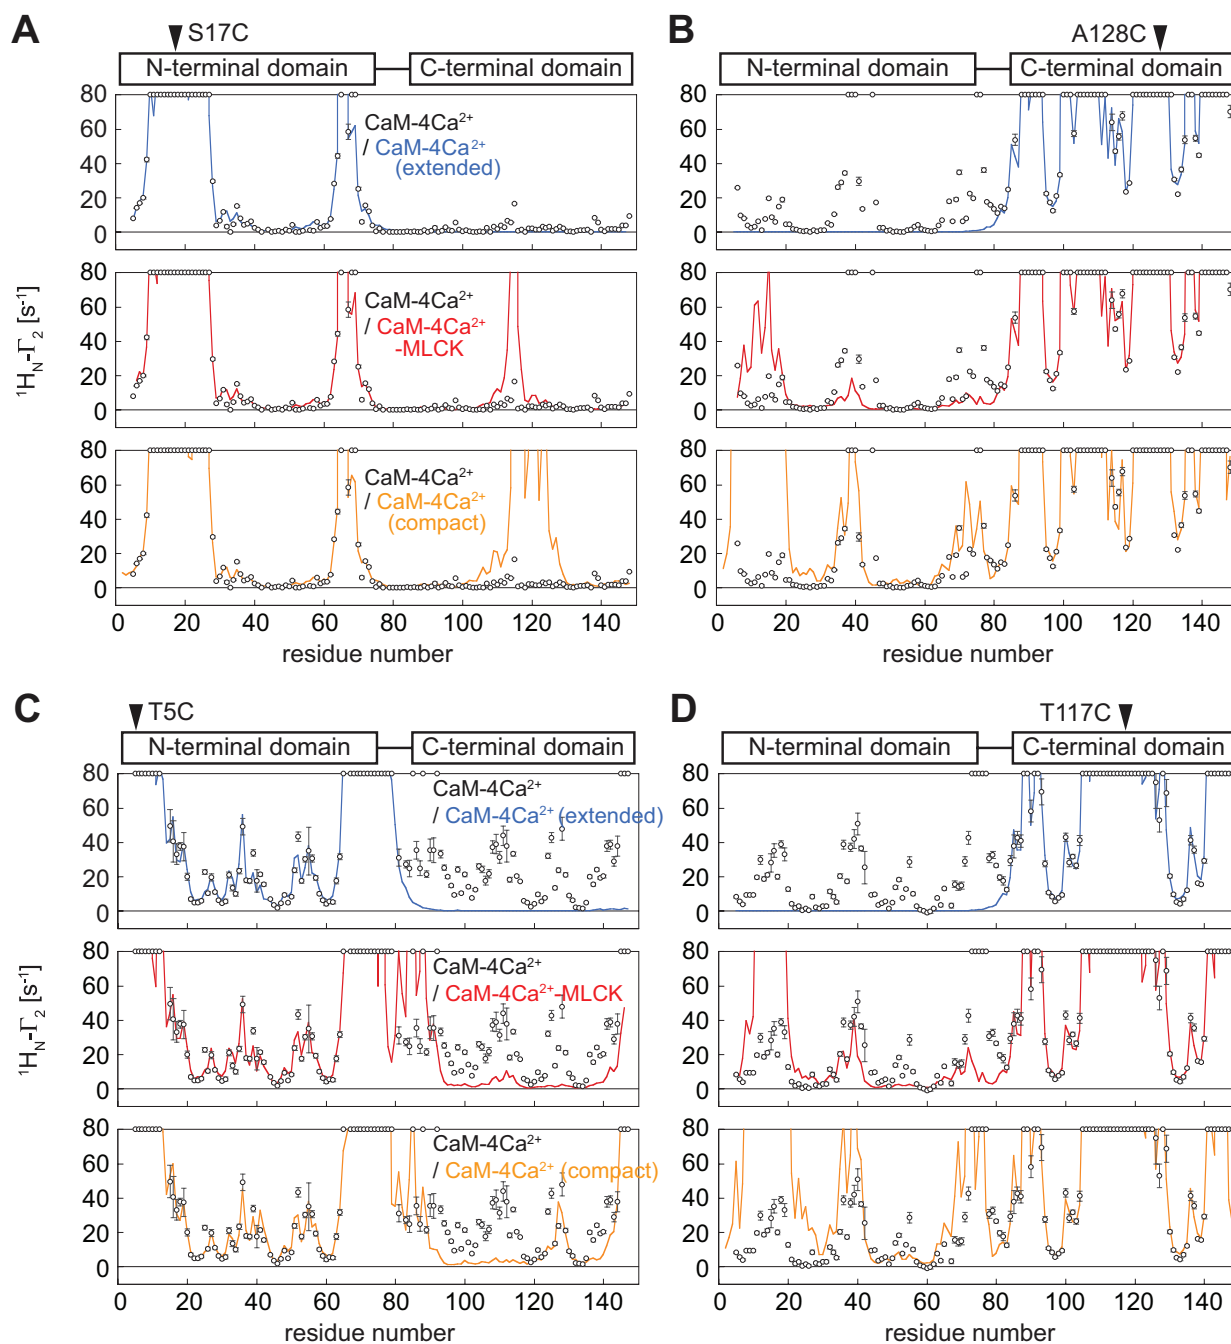 A
S17C
N-terminal domain
C-terminal domain
80
60
40
20
0
CaM-4Ca²⁺
/ CaM-4Ca²⁺
(extended)
80
60
40
20
0
CaM-4Ca²⁺
/ CaM-4Ca²⁺
-MLCK
80
60
40
20
0
CaM-4Ca²⁺
/ CaM-4Ca²⁺
(compact)
¹H_N-Γ₂ [s⁻¹]
0 20 40 60 80 100 120 140
residue number
B
A128C
N-terminal domain
C-terminal domain
80
60
40
20
0
80
60
40
20
0
80
60
40
20
0
0 20 40 60 80 100 120 140
residue number
C
T5C
N-terminal domain
C-terminal domain
80
60
40
20
0
CaM-4Ca²⁺
/ CaM-4Ca²⁺ (extended)
80
60
40
20
0
CaM-4Ca²⁺
/ CaM-4Ca²⁺-MLCK
80
60
40
20
0
CaM-4Ca²⁺
/ CaM-4Ca²⁺ (compact)
¹H_N-Γ₂ [s⁻¹]
0 20 40 60 80 100 120 140
residue number
D
T117C
N-terminal domain
C-terminal domain
80
60
40
20
0
80
60
40
20
0
80
60
40
20
0
0 20 40 60 80 100 120 140
residue number